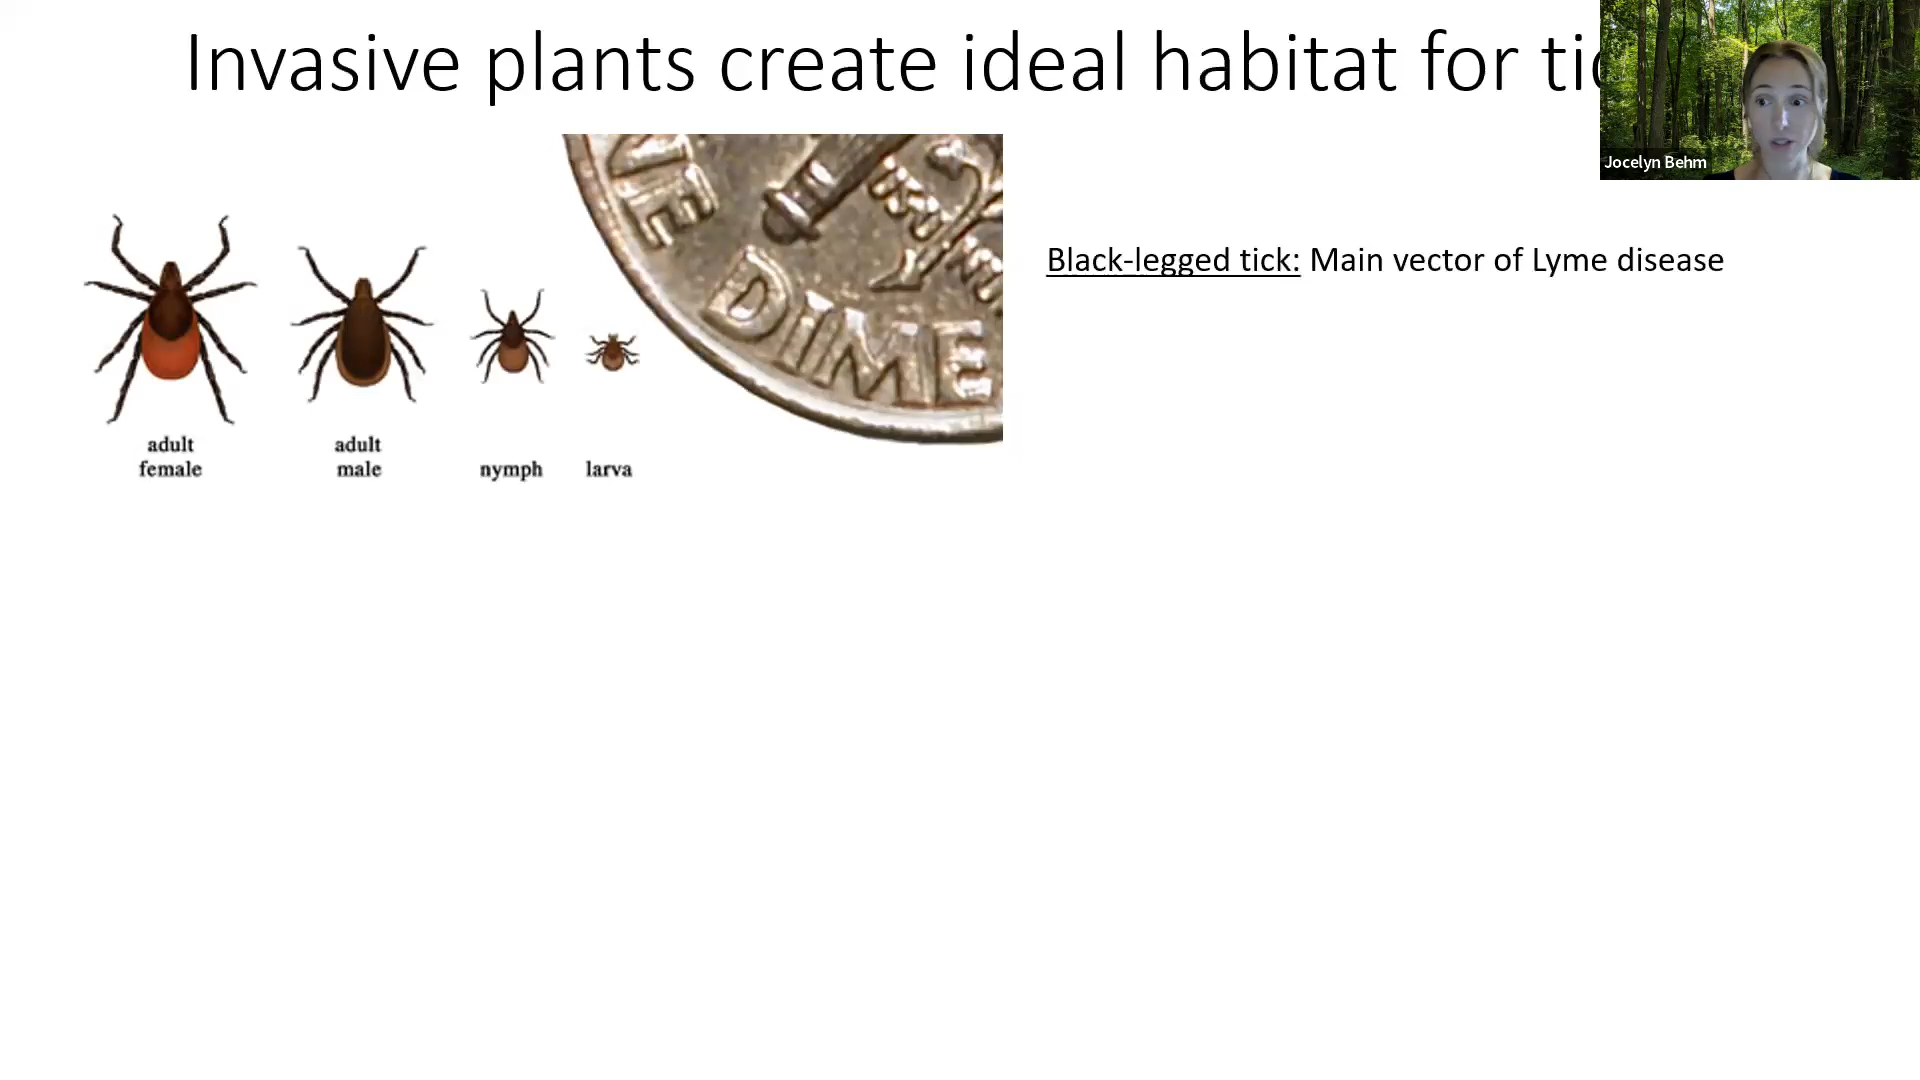 Invasive plants create ideal habitat for
Jocelyn Behm
DIME
Black-legged tick: Main vector of Lyme disease
adult female
adult male
nymph
larva